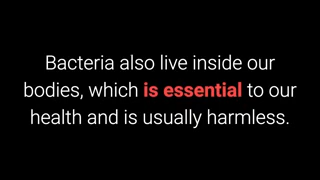 Bacteria also live inside our
bodies, which is essential to our
health and is usually harmless.